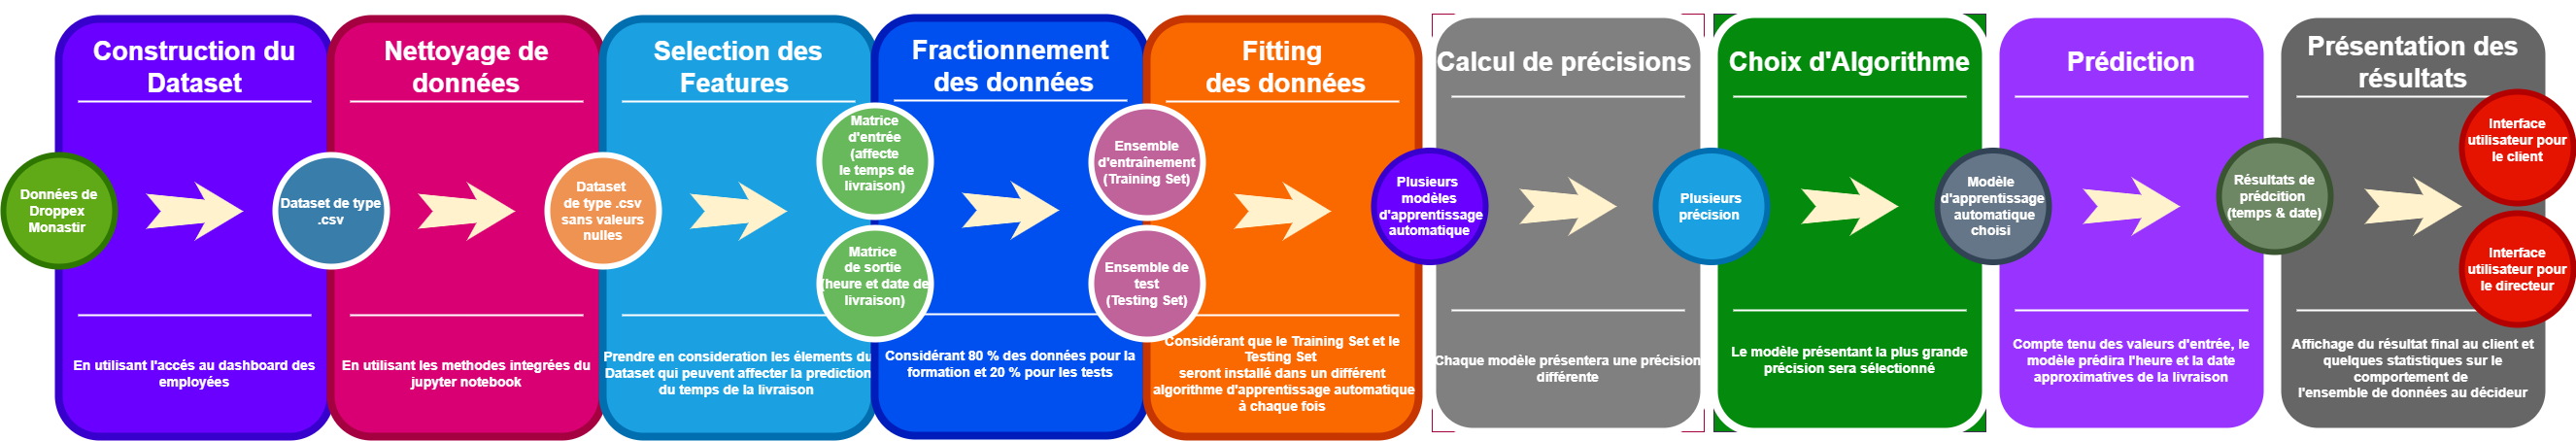 Construction du
Dataset
Données de
Droppex
Monastir
En utilisant l'accés au dashboard des
employées
Nettoyage de
données
Dataset de type
.csv
En utilisant les methodes integrées du
jupyter notebook
Selection des
Features
Dataset
de type .csv
sans valeurs
nulles
Prendre en consideration les élements du
Dataset qui peuvent affecter la prediction
du temps de la livraison
Fractionnement
des données
Matrice
d'entrée
(affecte
le temps de
livraison)
Matrice
de sortie
(heure et date de
livraison)
Considérant 80 % des données pour la
formation et 20 % pour les tests
Fitting
des données
Ensemble
d'entraînement
(Training Set)
Ensemble de
test
(Testing Set)
Considérant que le Training Set et le
Testing Set
seront installé dans un différent
algorithme d'apprentissage automatique
à chaque fois
Calcul de précisions
Plusieurs
modèles
d'apprentissage
automatique
Chaque modèle présentera une précision
différente
Choix d'Algorithme
Plusieurs
précision
Le modèle présentant la plus grande
précision sera sélectionné
Prédiction
Modèle
d'apprentissage
automatique
choisi
Compte tenu des valeurs d'entrée, le
modèle prédira l'heure et la date
approximatives de la livraison
Présentation des
résultats
Résultats de
prédcition
(temps & date)
Interface
utilisateur pour
le client
Interface
utilisateur pour
le directeur
Affichage du résultat final au client et
quelques statistiques sur le
comportement de
l'ensemble de données au décideur